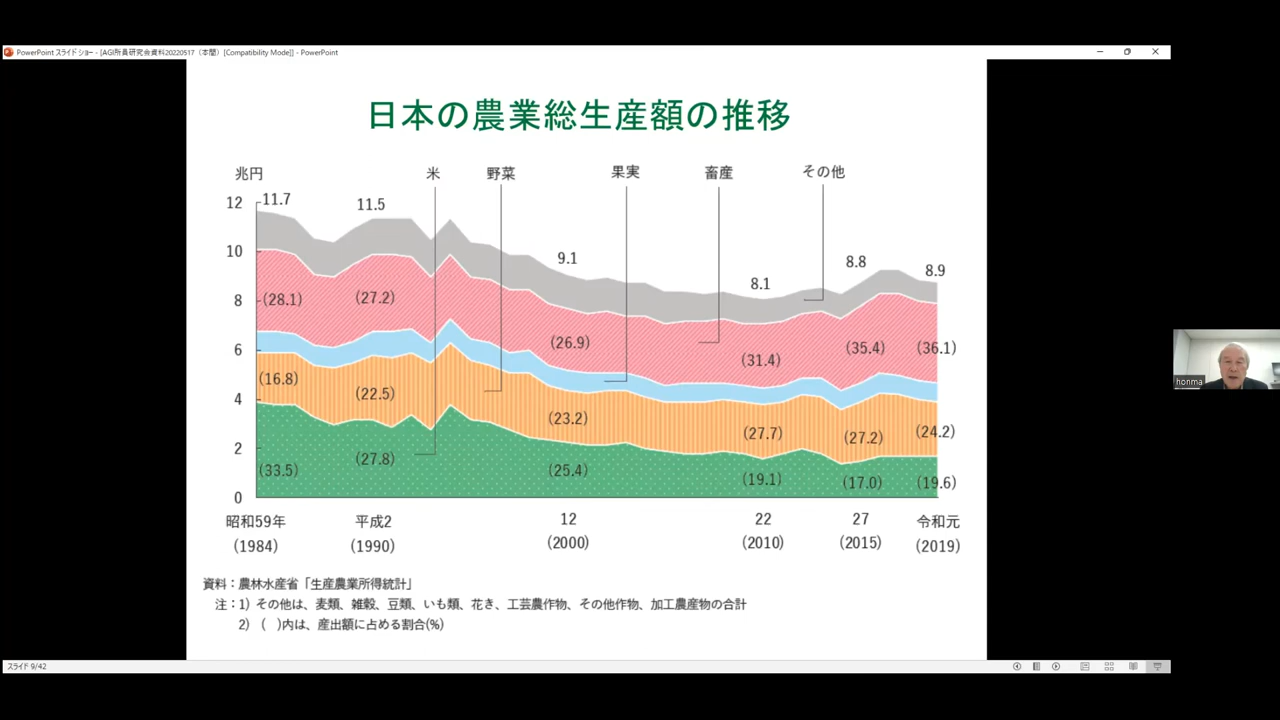 PowerPoint スライド ショー - [AGI所員研究会資料20220517（本間）[Compatibility Mode]] - PowerPoint
日本の農業総生産額の推移
兆円 米 野菜 果実 畜産 その他
12 11.7 11.5
10 9.1 8.1 8.8 8.9
8 (28.1) (27.2)
6 (26.9) (31.4) (35.4) (36.1)
4 (16.8) (22.5) (23.2) (27.7) (27.2) (24.2)
2 (33.5) (27.8) (25.4) (19.1) (17.0) (19.6)
0
昭和59年 平成2 12 22 27 令和元
(1984) (1990) (2000) (2010) (2015) (2019)
資料：農林水産省「生産農業所得統計」
注：1) その他は、麦類、雑穀、豆類、いも類、花き、工芸農作物、その他作物、加工農産物の合計
2) (　)内は、産出額に占める割合(%)
honma
スライド 9/42